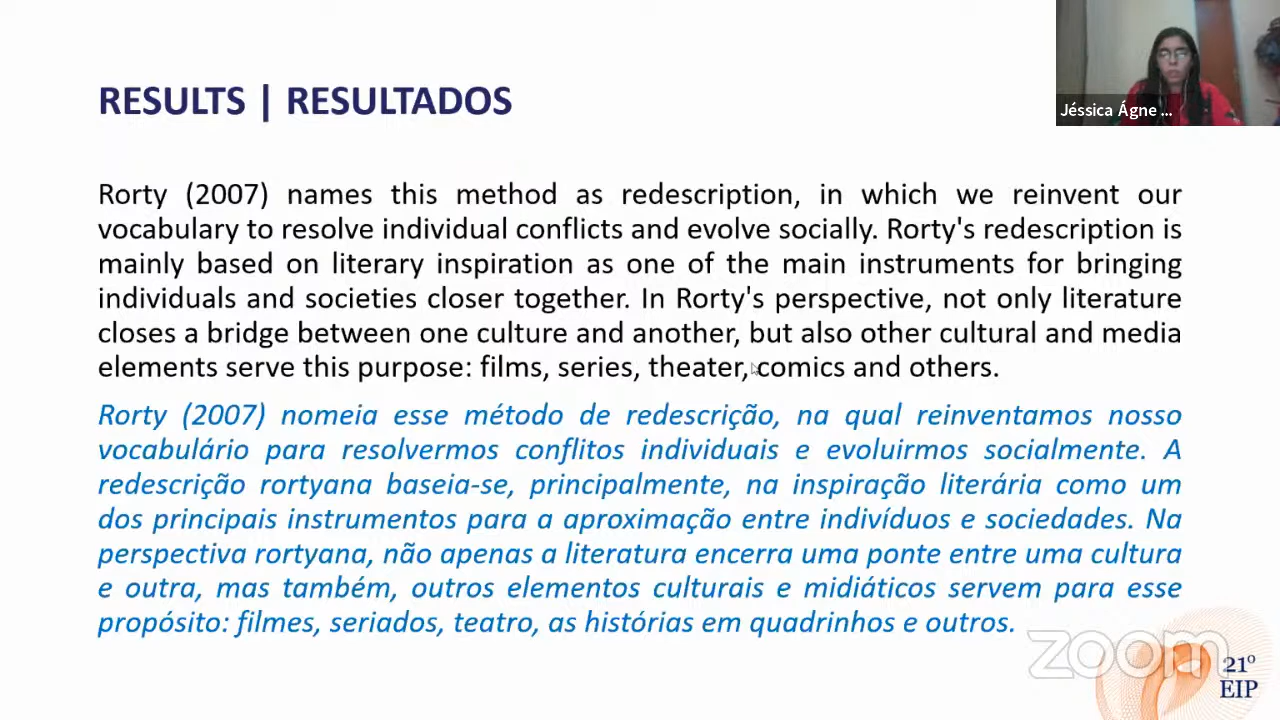 RESULTS | RESULTADOS
Jéssica Ágne ...
Rorty (2007) names this method as redescription, in which we reinvent our
vocabulary to resolve individual conflicts and evolve socially. Rorty's redescription is
mainly based on literary inspiration as one of the main instruments for bringing
individuals and societies closer together. In Rorty's perspective, not only literature
closes a bridge between one culture and another, but also other cultural and media
elements serve this purpose: films, series, theater, comics and others.
Rorty (2007) nomeia esse método de redescrição, na qual reinventamos nosso
vocabulário para resolvermos conflitos individuais e evoluirmos socialmente. A
redescrição rortyana baseia-se, principalmente, na inspiração literária como um
dos principais instrumentos para a aproximação entre indivíduos e sociedades. Na
perspectiva rortyana, não apenas a literatura encerra uma ponte entre uma cultura
e outra, mas também, outros elementos culturais e midiáticos servem para esse
propósito: filmes, seriados, teatro, as histórias em quadrinhos e outros.
zoom
21º
EIP